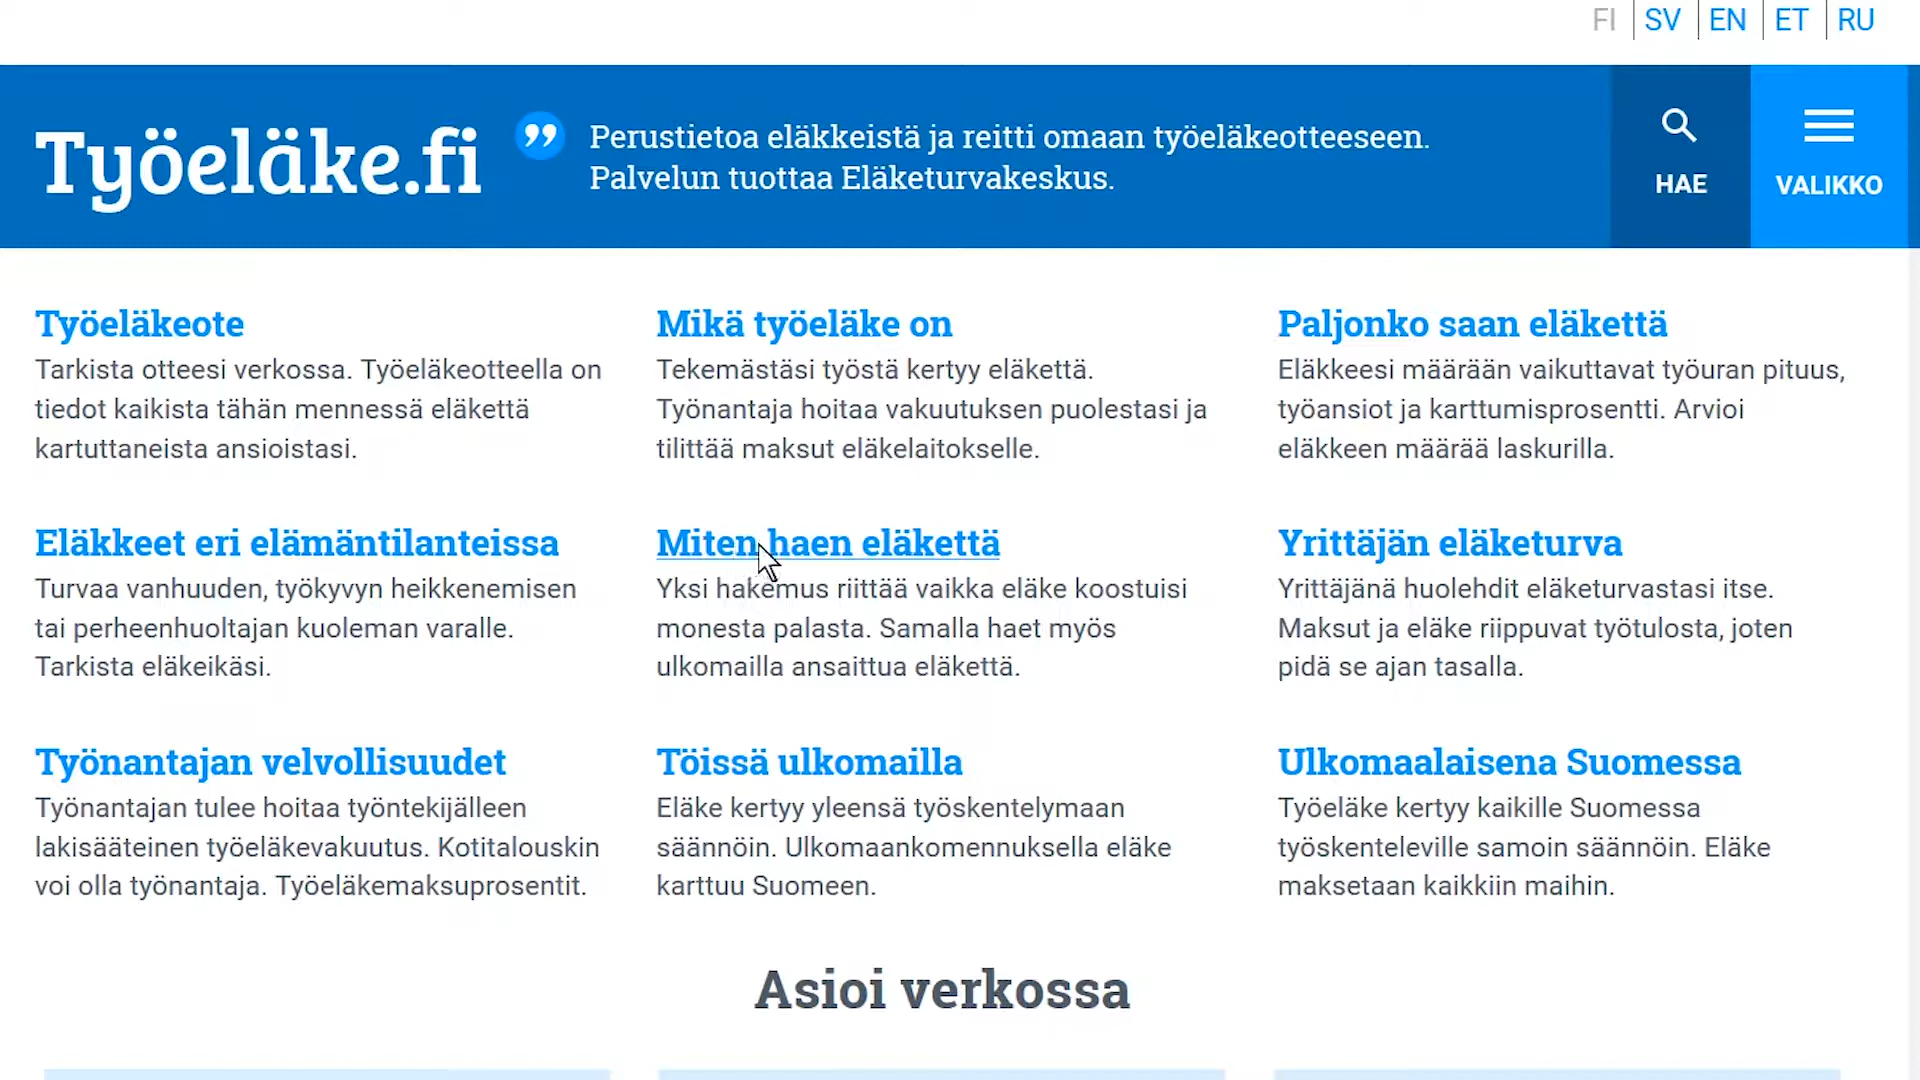 FI SV EN ET RU
Työeläke.fi
Perustietoa eläkkeistä ja reitti omaan työeläkeotteeseen.
Palvelun tuottaa Eläketurvakeskus.
HAE
VALIKKO
Työeläkeote
Tarkista otteesi verkossa. Työeläkeotteella on
tiedot kaikista tähän mennessä eläkettä
kartuttaneista ansioistasi.
Mikä työeläke on
Tekemästäsi työstä kertyy eläkettä.
Työnantaja hoitaa vakuutuksen puolestasi ja
tilittää maksut eläkelaitokselle.
Paljonko saan eläkettä
Eläkkeesi määrään vaikuttavat työuran pituus,
työansiot ja karttumisprosentti. Arvioi
eläkkeen määrää laskurilla.
Eläkkeet eri elämäntilanteissa
Turvaa vanhuuden, työkyvyn heikkenemisen
tai perheenhuoltajan kuoleman varalle.
Tarkista eläkeikäsi.
Miten haen eläkettä
Yksi hakemus riittää vaikka eläke koostuisi
monesta palasta. Samalla haet myös
ulkomailla ansaittua eläkettä.
Yrittäjän eläketurva
Yrittäjänä huolehdit eläketurvastasi itse.
Maksut ja eläke riippuvat työtulosta, joten
pidä se ajan tasalla.
Työnantajan velvollisuudet
Työnantajan tulee hoitaa työntekijälleen
lakisääteinen työeläkevakuutus. Kotitalouskin
voi olla työnantaja. Työeläkemaksuprosentit.
Töissä ulkomailla
Eläke kertyy yleensä työskentelymaan
säännöin. Ulkomaankomennuksella eläke
karttuu Suomeen.
Ulkomaalaisena Suomessa
Työeläke kertyy kaikille Suomessa
työskenteleville samoin säännöin. Eläke
maksetaan kaikkiin maihin.
Asioi verkossa